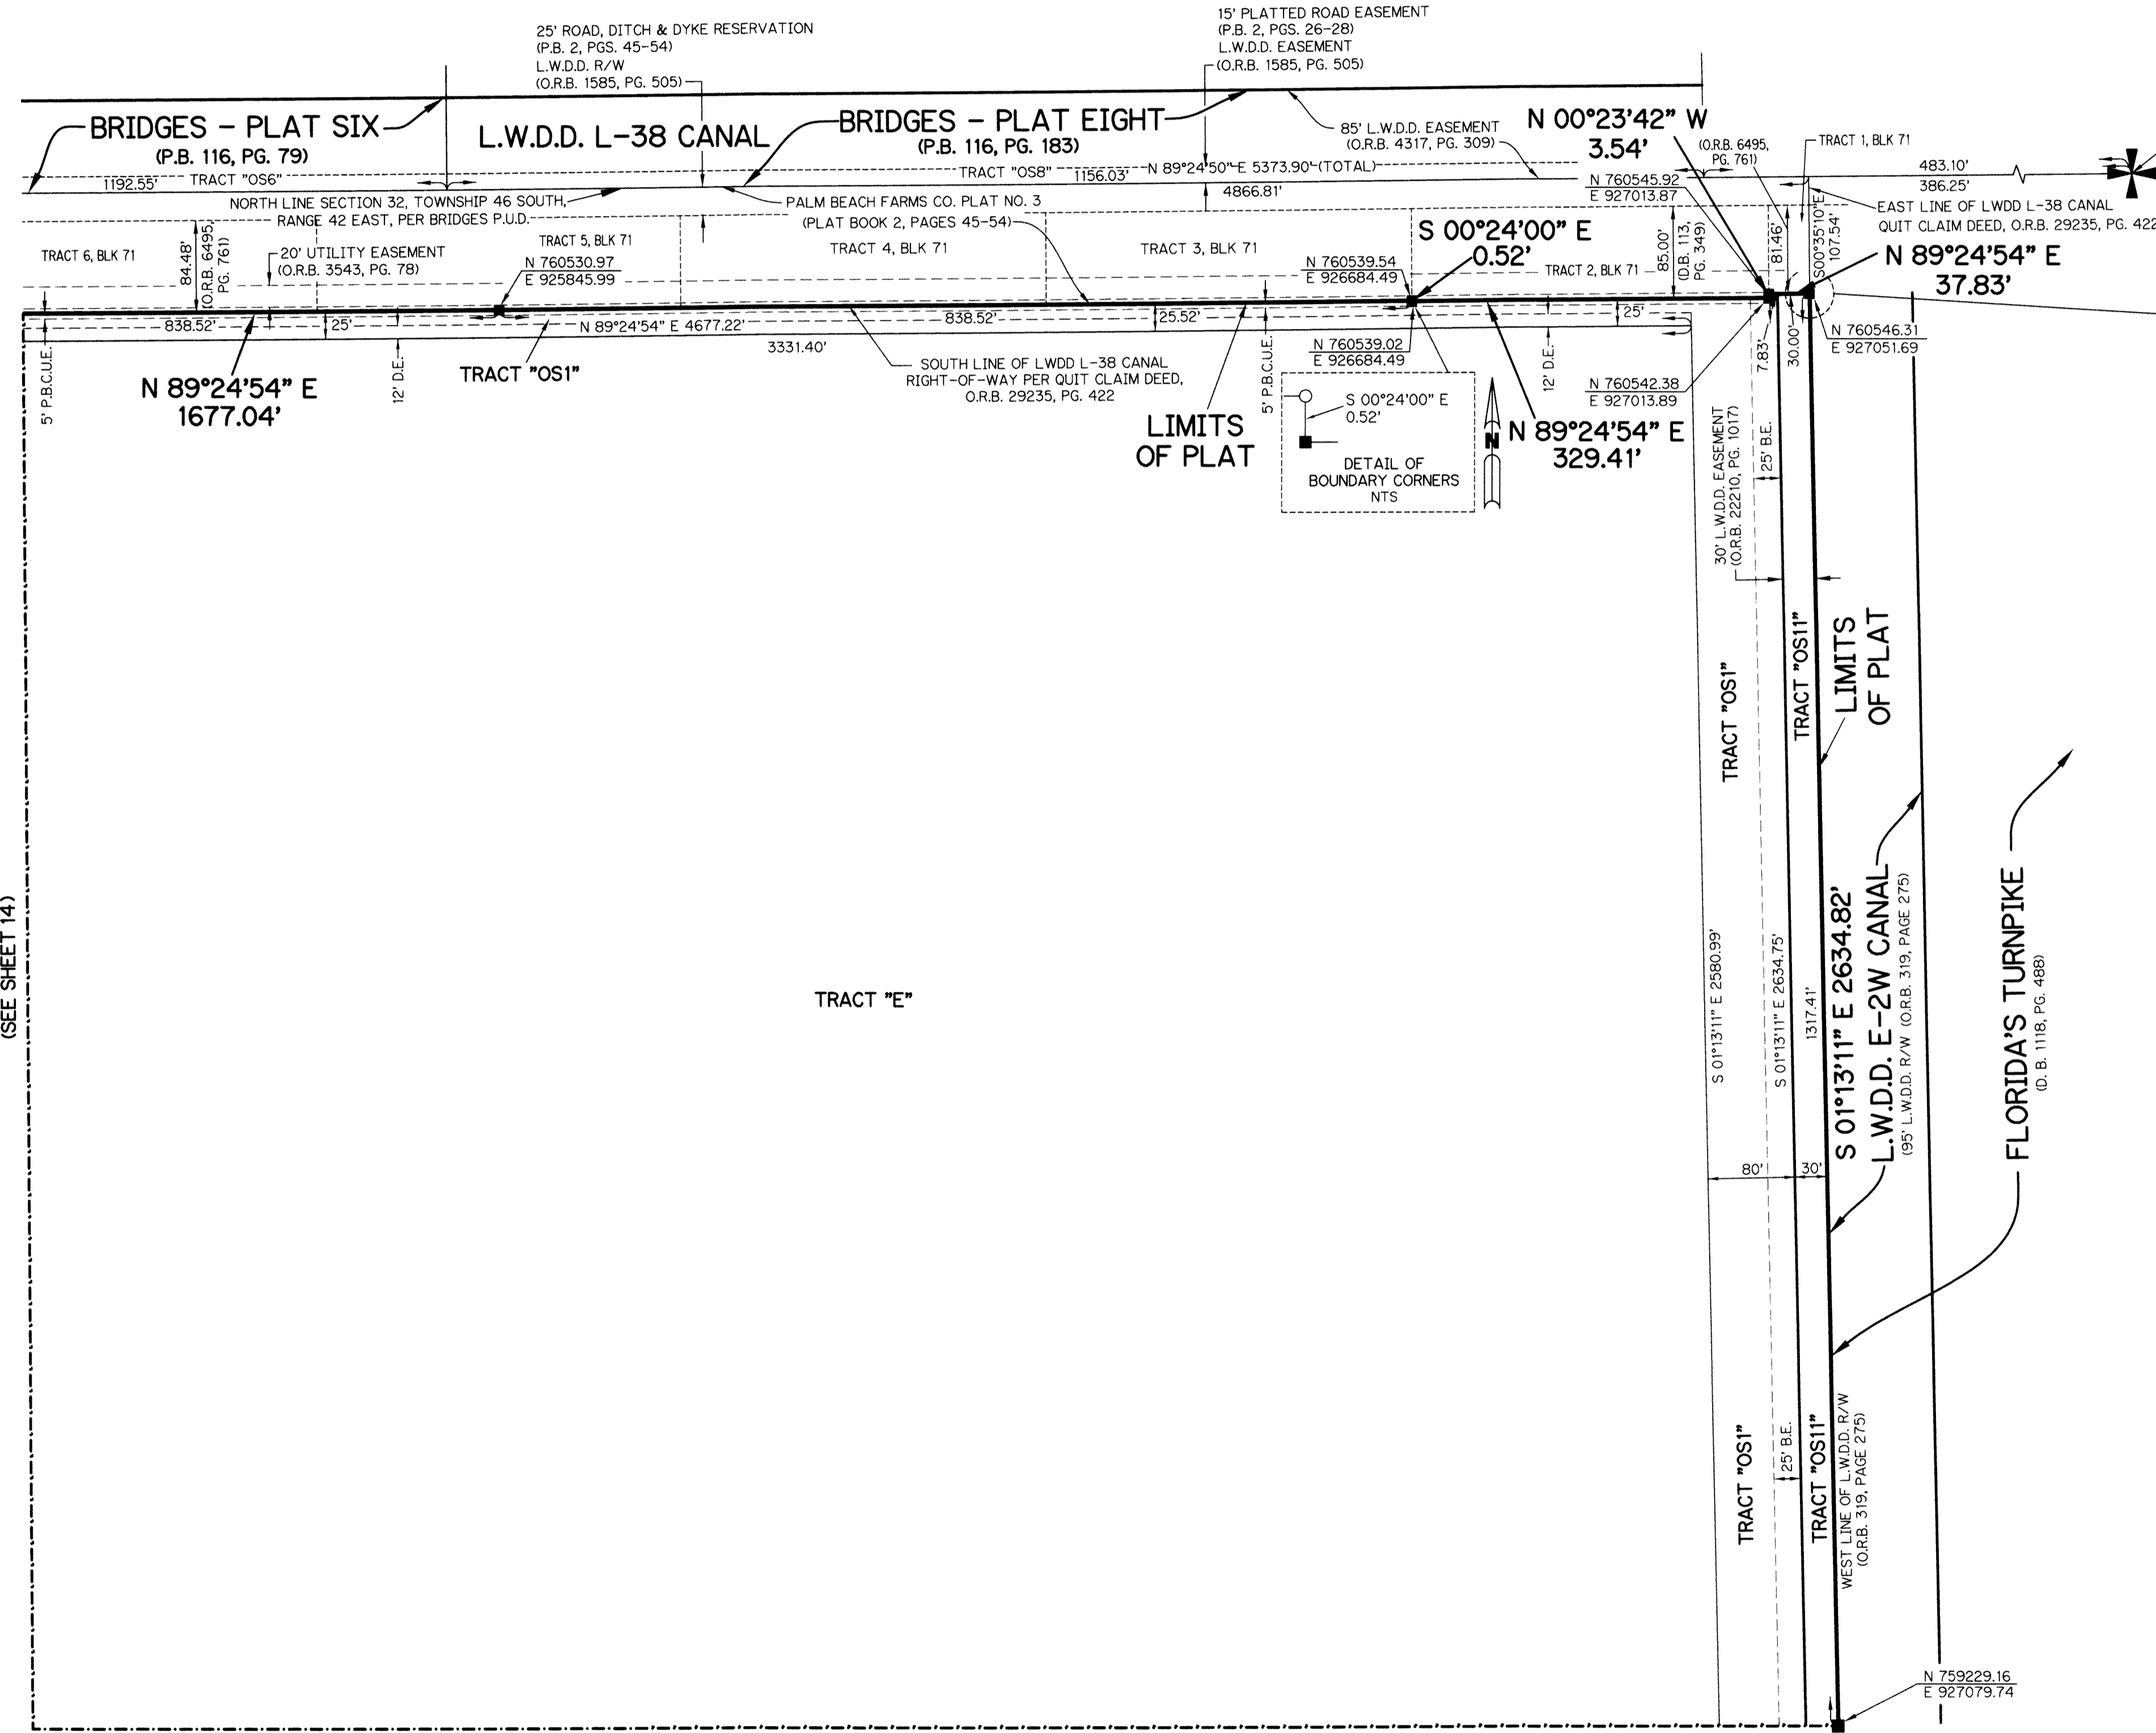 25' ROAD, DITCH & DYKE RESERVATION
(P.B. 2, PGS. 45-54)
L.W.D.D. R/W
(O.R.B. 1585, PG. 505)
15' PLATTED ROAD EASEMENT
(P.B. 2, PGS. 26-28)
L.W.D.D. EASEMENT
(O.R.B. 1585, PG. 505)
BRIDGES - PLAT SIX
(P.B. 116, PG. 79)
L.W.D.D. L-38 CANAL
BRIDGES - PLAT EIGHT
(P.B. 116, PG. 183)
85' L.W.D.D. EASEMENT
(O.R.B. 4317, PG. 309)
N 00°23'42" W
3.54'
(O.R.B. 6495,
PG. 761)
TRACT 1, BLK 71
1192.55'
TRACT "OS6"
TRACT "OS8"
1156.03'
N 89°24'50" E 5373.90' (TOTAL)
4866.81'
483.10'
386.25'
N 760545.92
E 927013.87
NORTH LINE SECTION 32, TOWNSHIP 46 SOUTH,
RANGE 42 EAST, PER BRIDGES P.U.D.
PALM BEACH FARMS CO. PLAT NO. 3
(PLAT BOOK 2, PAGES 45-54)
EAST LINE OF LWDD L-38 CANAL
QUIT CLAIM DEED, O.R.B. 29235, PG. 422
S00°35'10"E
107.54'
TRACT 6, BLK 71
84.48'
(O.R.B. 6495,
PG. 761)
20' UTILITY EASEMENT
(O.R.B. 3543, PG. 78)
TRACT 5, BLK 71
N 760530.97
E 925845.99
TRACT 4, BLK 71
TRACT 3, BLK 71
N 760539.54
E 926684.49
S 00°24'00" E
0.52'
TRACT 2, BLK 71
85.00'
(D.B. 113,
PG. 349)
81.46'
N 89°24'54" E
37.83'
838.52'
25'
N 89°24'54" E 4677.22'
838.52'
25.52'
25'
3331.40'
7.83'
30.00'
N 760546.31
E 927051.69
5' P.B.C.U.E.
N 89°24'54" E
1677.04'
12' D.E.
TRACT "OS1"
SOUTH LINE OF LWDD L-38 CANAL
RIGHT-OF-WAY PER QUIT CLAIM DEED,
O.R.B. 29235, PG. 422
LIMITS
OF PLAT
5' P.B.C.U.E.
N 760539.02
E 926684.49
12' D.E.
N 760542.38
E 927013.89
S 00°24'00" E
0.52'
DETAIL OF
BOUNDARY CORNERS
NTS
N
N 89°24'54" E
329.41'
30' L.W.D.D. EASEMENT
(O.R.B. 22210, PG. 1017)
25' B.E.
TRACT "OS1"
TRACT "OS11"
LIMITS
OF PLAT
(SEE SHEET 14)
TRACT "E"
S 01°13'11" E 2580.99'
S 01°13'11" E 2634.75'
1317.41'
S 01°13'11" E 2634.82'
L.W.D.D. E-2W CANAL
(95' L.W.D.D. R/W (O.R.B. 319, PAGE 275)
FLORIDA'S TURNPIKE
(D. B. 1118, PG. 488)
80'
30'
TRACT "OS1"
25' B.E.
TRACT "OS11"
WEST LINE OF L.W.D.D. R/W
(O.R.B. 319, PAGE 275)
N 759229.16
E 927079.74